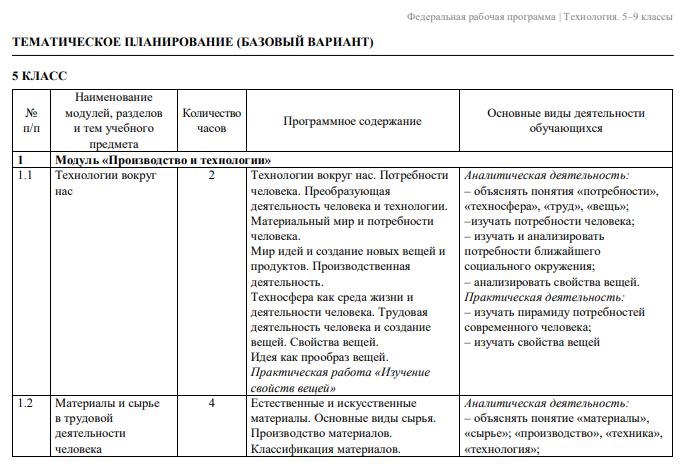 Федеральная рабочая программа | Технология. 5–9 классы
ТЕМАТИЧЕСКОЕ ПЛАНИРОВАНИЕ (БАЗОВЫЙ ВАРИАНТ)
5 КЛАСС
№
п/п
Наименование
модулей, разделов
и тем учебного
предмета
Количество
часов
Программное содержание
Основные виды деятельности
обучающихся
1
Модуль «Производство и технологии»
1.1
Технологии вокруг
нас
2
Технологии вокруг нас. Потребности
человека. Преобразующая
деятельность человека и технологии.
Материальный мир и потребности
человека.
Мир идей и создание новых вещей и
продуктов. Производственная
деятельность.
Техносфера как среда жизни и
деятельности человека. Трудовая
деятельность человека и создание
вещей. Свойства вещей.
Идея как прообраз вещей.
Практическая работа «Изучение
свойств вещей»
Аналитическая деятельность:
– объяснять понятия «потребности»,
«техносфера», «труд», «вещь»;
–изучать потребности человека;
– изучать и анализировать
потребности ближайшего
социального окружения;
– анализировать свойства вещей.
Практическая деятельность:
– изучать пирамиду потребностей
современного человека;
– изучать свойства вещей
1.2
Материалы и сырье
в трудовой
деятельности
человека
4
Естественные и искусственные
материалы. Основные виды сырья.
Производство материалов.
Классификация материалов.
Аналитическая деятельность:
– объяснять понятие «материалы»,
«сырье»; «производство», «техника»,
«технология»;